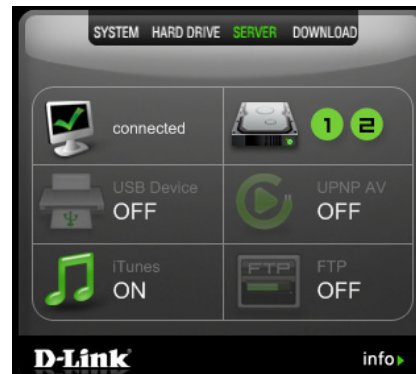 SYSTEM HARD DRIVE SERVER DOWNLOAD
connected
1 2
USB Device
OFF
UPNP AV
OFF
iTunes
ON
FTP
FTP
OFF
D-Link
info